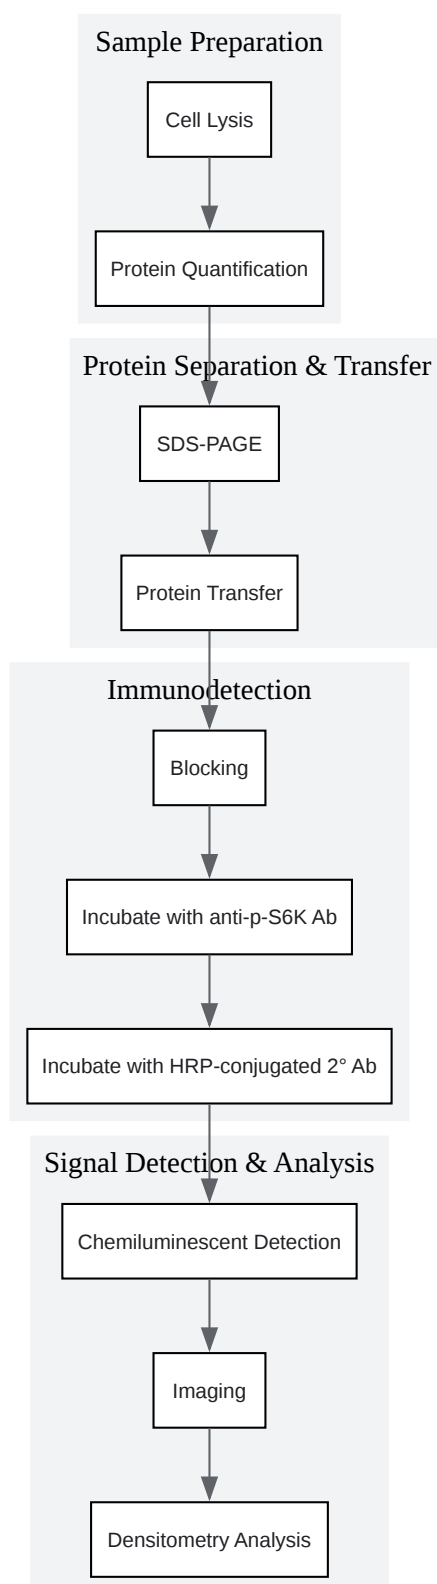 Sample Preparation
Cell Lysis
Protein Quantification
Protein Separation & Transfer
SDS-PAGE
Protein Transfer
Immunodetection
Blocking
Incubate with anti-p-S6K Ab
Incubate with HRP-conjugated 2° Ab
Signal Detection & Analysis
Chemiluminescent Detection
Imaging
Densitometry Analysis